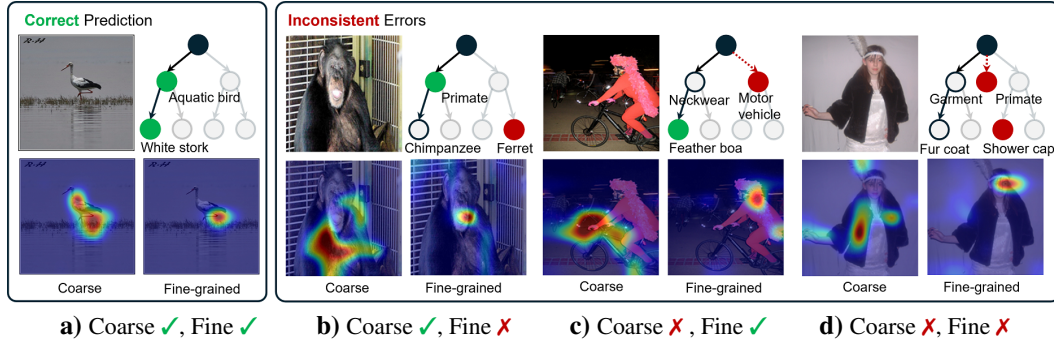 Correct Prediction
R-H
Aquatic bird
White stork
R-H
Coarse
Fine-grained
Inconsistent Errors
Primate
Chimpanzee
Ferret
Coarse
Fine-grained
Neckwear
Motor
vehicle
Feather boa
Coarse
Fine-grained
Garment
Primate
Fur coat
Shower cap
Coarse
Fine-grained
a) Coarse ✓, Fine ✓
b) Coarse ✓, Fine ✗
c) Coarse ✗ , Fine ✓
d) Coarse ✗, Fine ✗